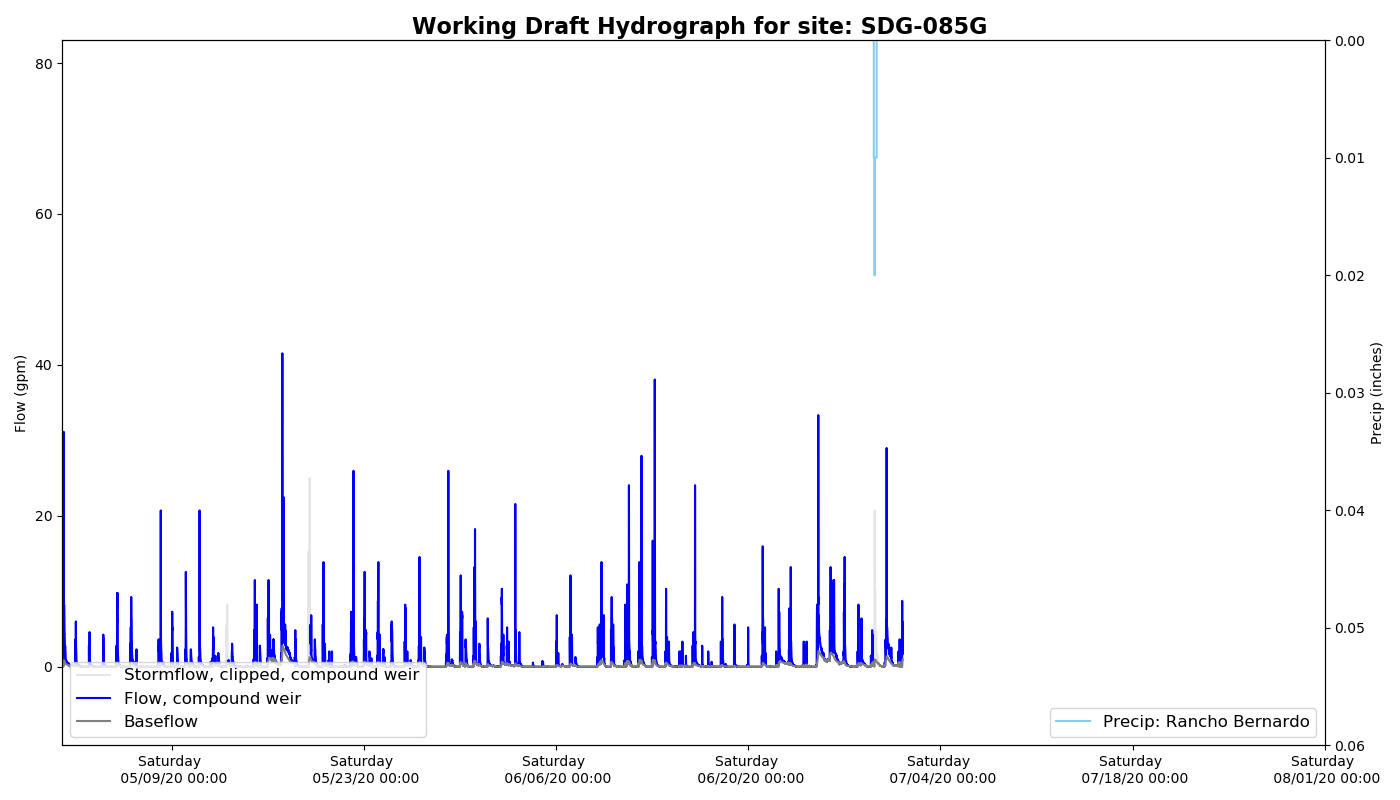 Working Draft Hydrograph for site: SDG-085G
80
60
40
20
0
Flow (gpm)
0.00
0.01
0.02
0.03
0.04
0.05
0.06
Precip (inches)
Stormflow, clipped, compound weir
Flow, compound weir
Baseflow
Precip: Rancho Bernardo
Saturday
05/09/20 00:00
Saturday
05/23/20 00:00
Saturday
06/06/20 00:00
Saturday
06/20/20 00:00
Saturday
07/04/20 00:00
Saturday
07/18/20 00:00
Saturday
08/01/20 00:00